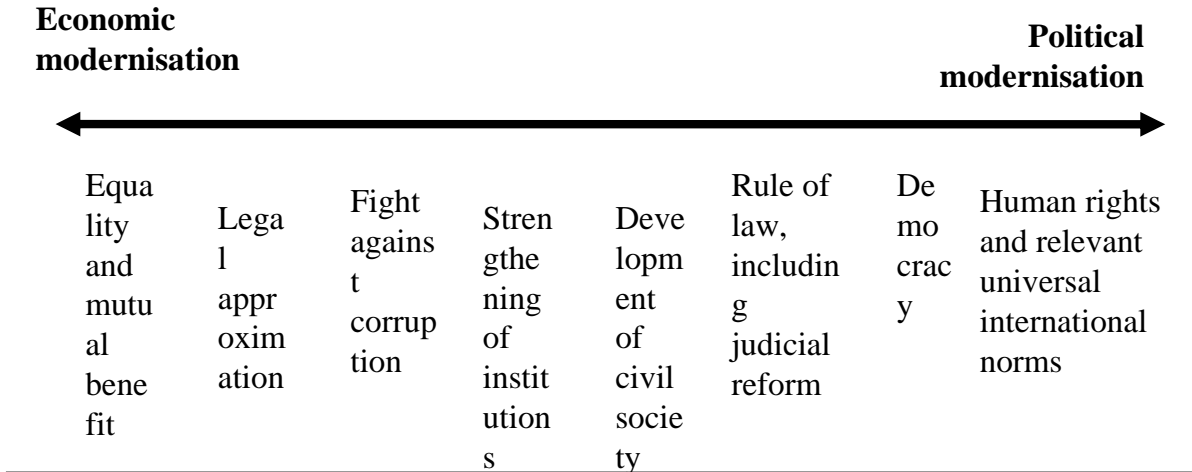 Economic
modernisation
Political
modernisation
Equa
lity
and
mutu
al
bene
fit
Lega
l
appr
oxim
ation
Fight
agains
t
corrup
tion
Stren
gthe
ning
of
instit
ution
s
Deve
lopm
ent
of
civil
socie
ty
Rule of
law,
includin
g
judicial
reform
De
mo
crac
y
Human rights
and relevant
universal
international
norms